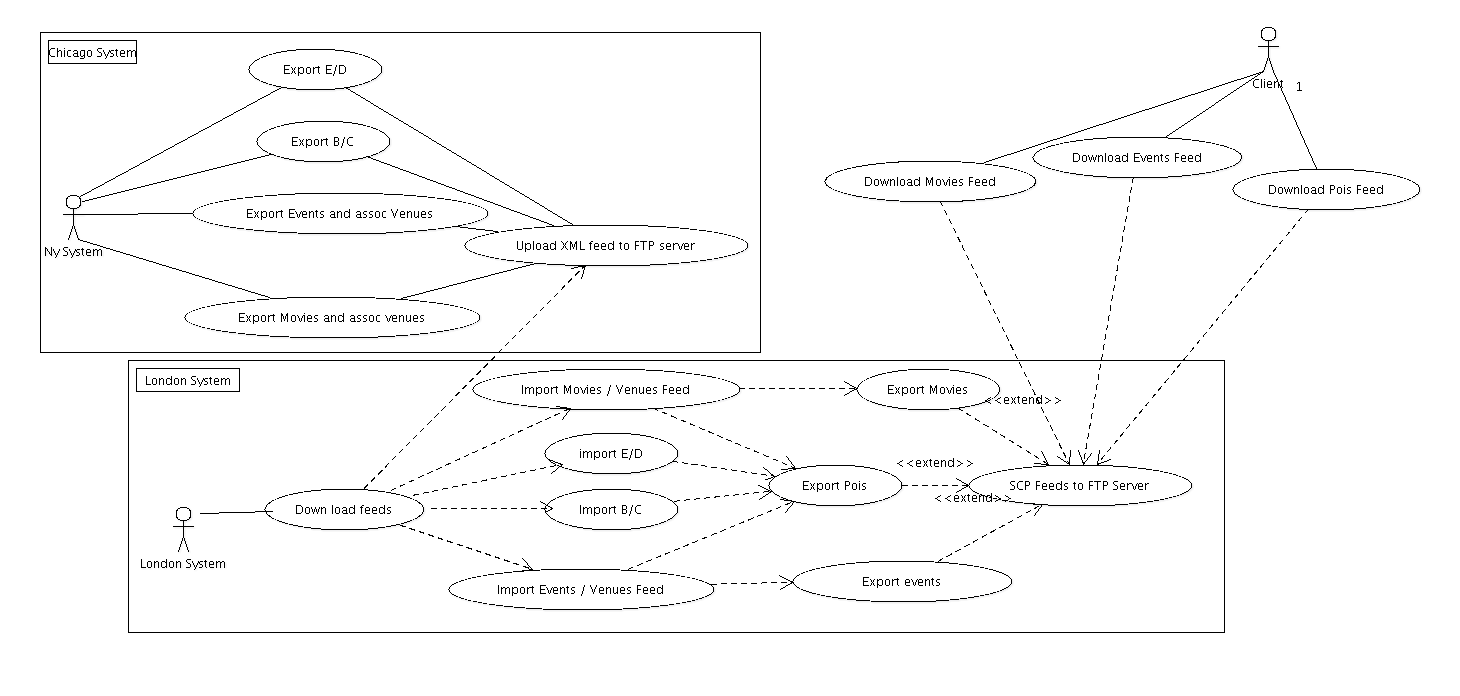 Chicago System
Export E/D
Client
1
Export B/C
Download Events Feed
Download Movies Feed
Download Pois Feed
Export Events and assoc Venues
Ny System
Upload XML feed to FTP server
Export Movies and assoc venues
London System
Import Movies / Venues Feed
Export Movies
<<extend>>
import E/D
<<extend>>
Export Pois
SCP Feeds to FTP Server
<<extend>>
Down load feeds
Import B/C
London System
Import Events / Venues Feed
Export events